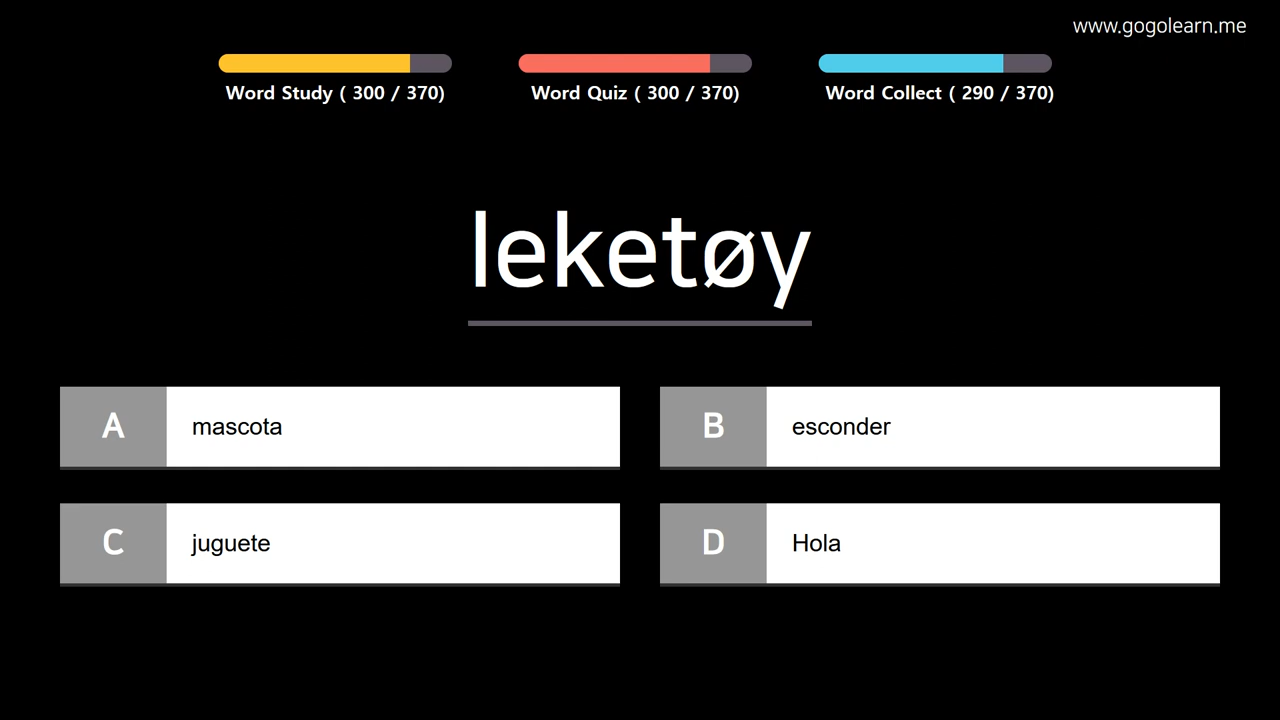 www.gogolearn.me
Word Study ( 300 / 370)
Word Quiz ( 300 / 370)
Word Collect ( 290 / 370)
leketøy
A mascota
B esconder
C juguete
D Hola